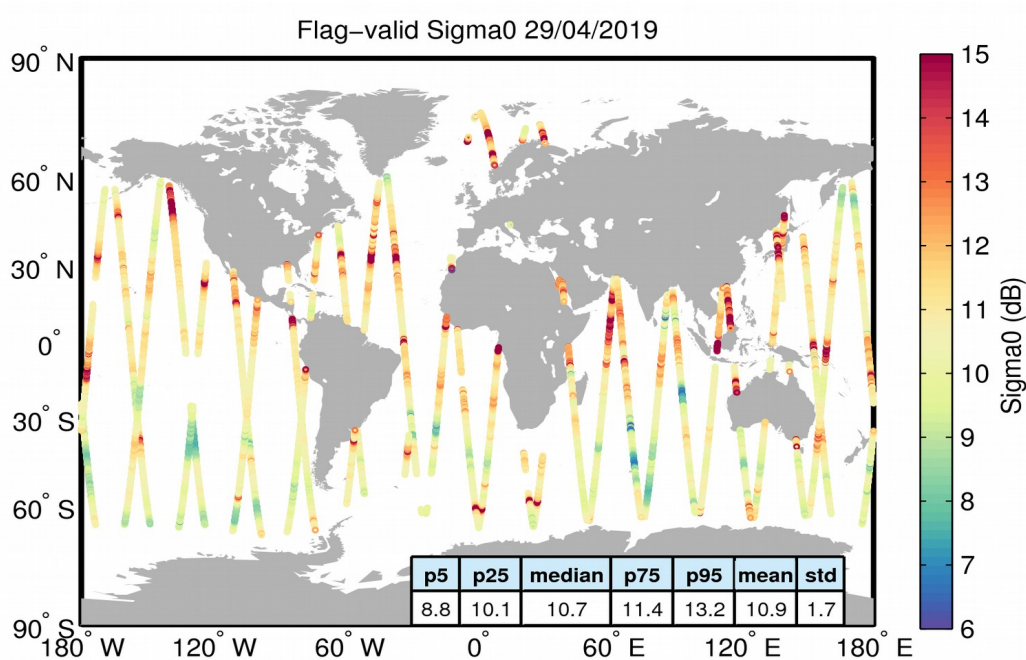 Flag−valid Sigma0 29/04/2019
90° N
60° N
30° N
0°
30° S
60° S
90° S
180° W 120° W 60° W 0° 60° E 120° E 180° E
p5 p25 median p75 p95 mean std
8.8 10.1 10.7 11.4 13.2 10.9 1.7
15
14
13
12
11
10
9
8
7
6
Sigma0 (dB)